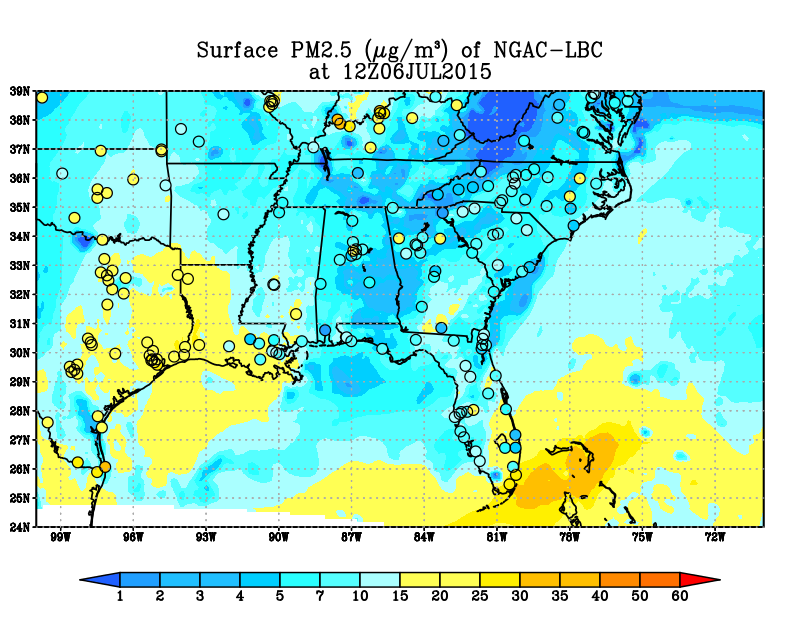 Surface PM2.5 (μg/m³) of NGAC-LBC
at 12Z06JUL2015
39N
38N
37N
36N
35N
34N
33N
32N
31N
30N
29N
28N
27N
26N
25N
24N
99W 96W 93W 90W 87W 84W 81W 78W 75W 72W
1 2 3 4 5 7 10 15 20 25 30 35 40 50 60